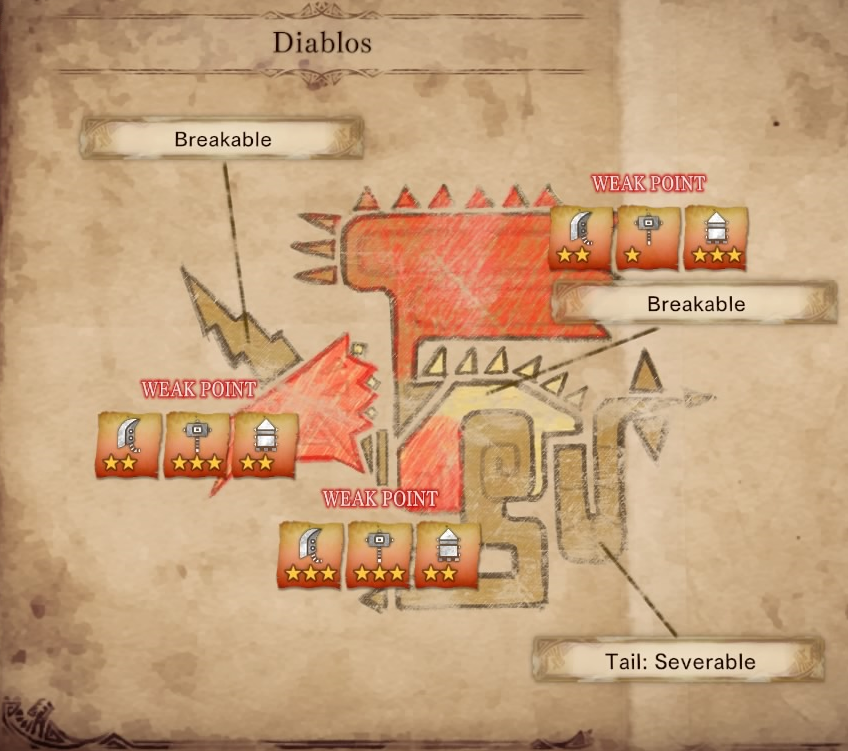 Diablos
Breakable
WEAK POINT
Breakable
WEAK POINT
WEAK POINT
Tail: Severable